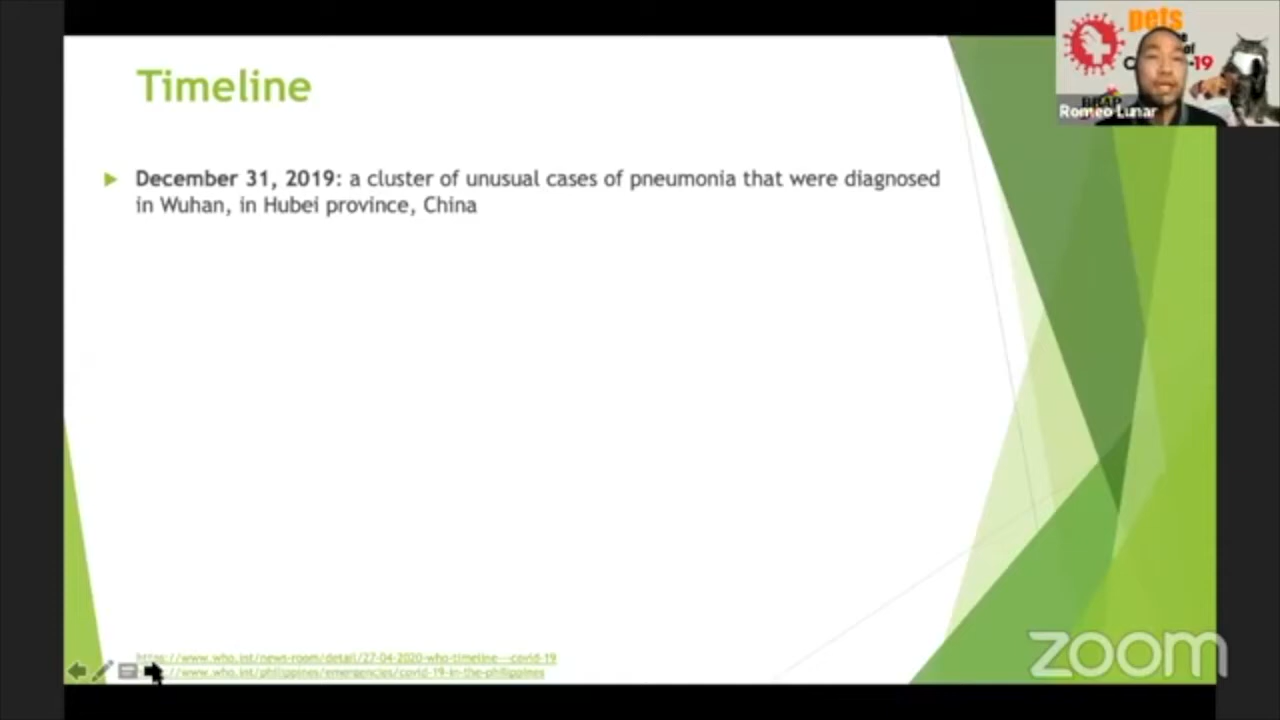 Timeline
December 31, 2019: a cluster of unusual cases of pneumonia that were diagnosed
in Wuhan, in Hubei province, China
https://www.who.int/news-room/detail/27-04-2020-who-timeline---covid-19
//www.who.int/philippines/emergencies/covid-19-in-the-philippines
pets
-19
Romeo Lunar
zoom